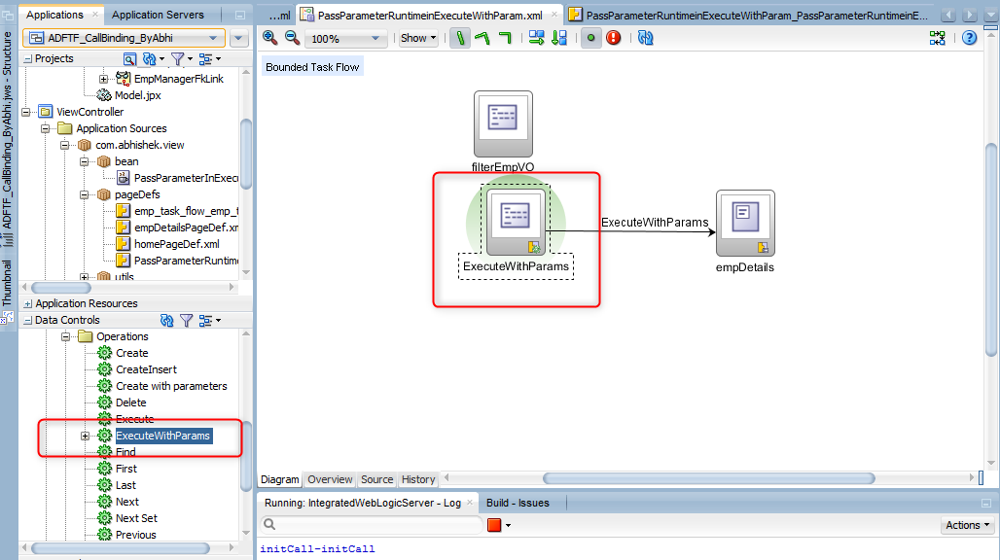 Applications
Application Servers
...ml
PassParameterRuntimeinExecuteWithParam.xml
PassParameterRuntimeinExecuteWithParam_PassParameterRuntimeinE...
ADFTF_CallBinding_ByAbhi
100%
Show
Projects
Bounded Task Flow
EmpManagerFkLink
Model.jpx
ViewController
Application Sources
com.abhishek.view
bean
PassParameterInExecu
pageDefs
emp_task_flow_emp_t
empDetailsPageDef.xm
homePageDef.xml
PassParameterRuntime
utils
ADFTF_CallBinding_ByAbhi.jws - Structure
Thumbnail
filterEmpVO
ExecuteWithParams
ExecuteWithParams
empDetails
Application Resources
Data Controls
Operations
Create
CreateInsert
Create with parameters
Delete
Execute
ExecuteWithParams
Find
First
Last
Next
Next Set
Previous
Diagram
Overview
Source
History
Running: IntegratedWebLogicServer - Log
Build - Issues
Actions
initCall-initCall